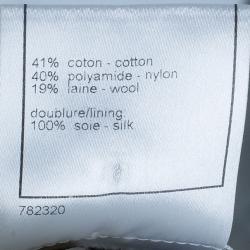 41% coton - cotton
40% polyamide - nylon
19% laine - wool
doublure/lining:
100% soie - silk
782320